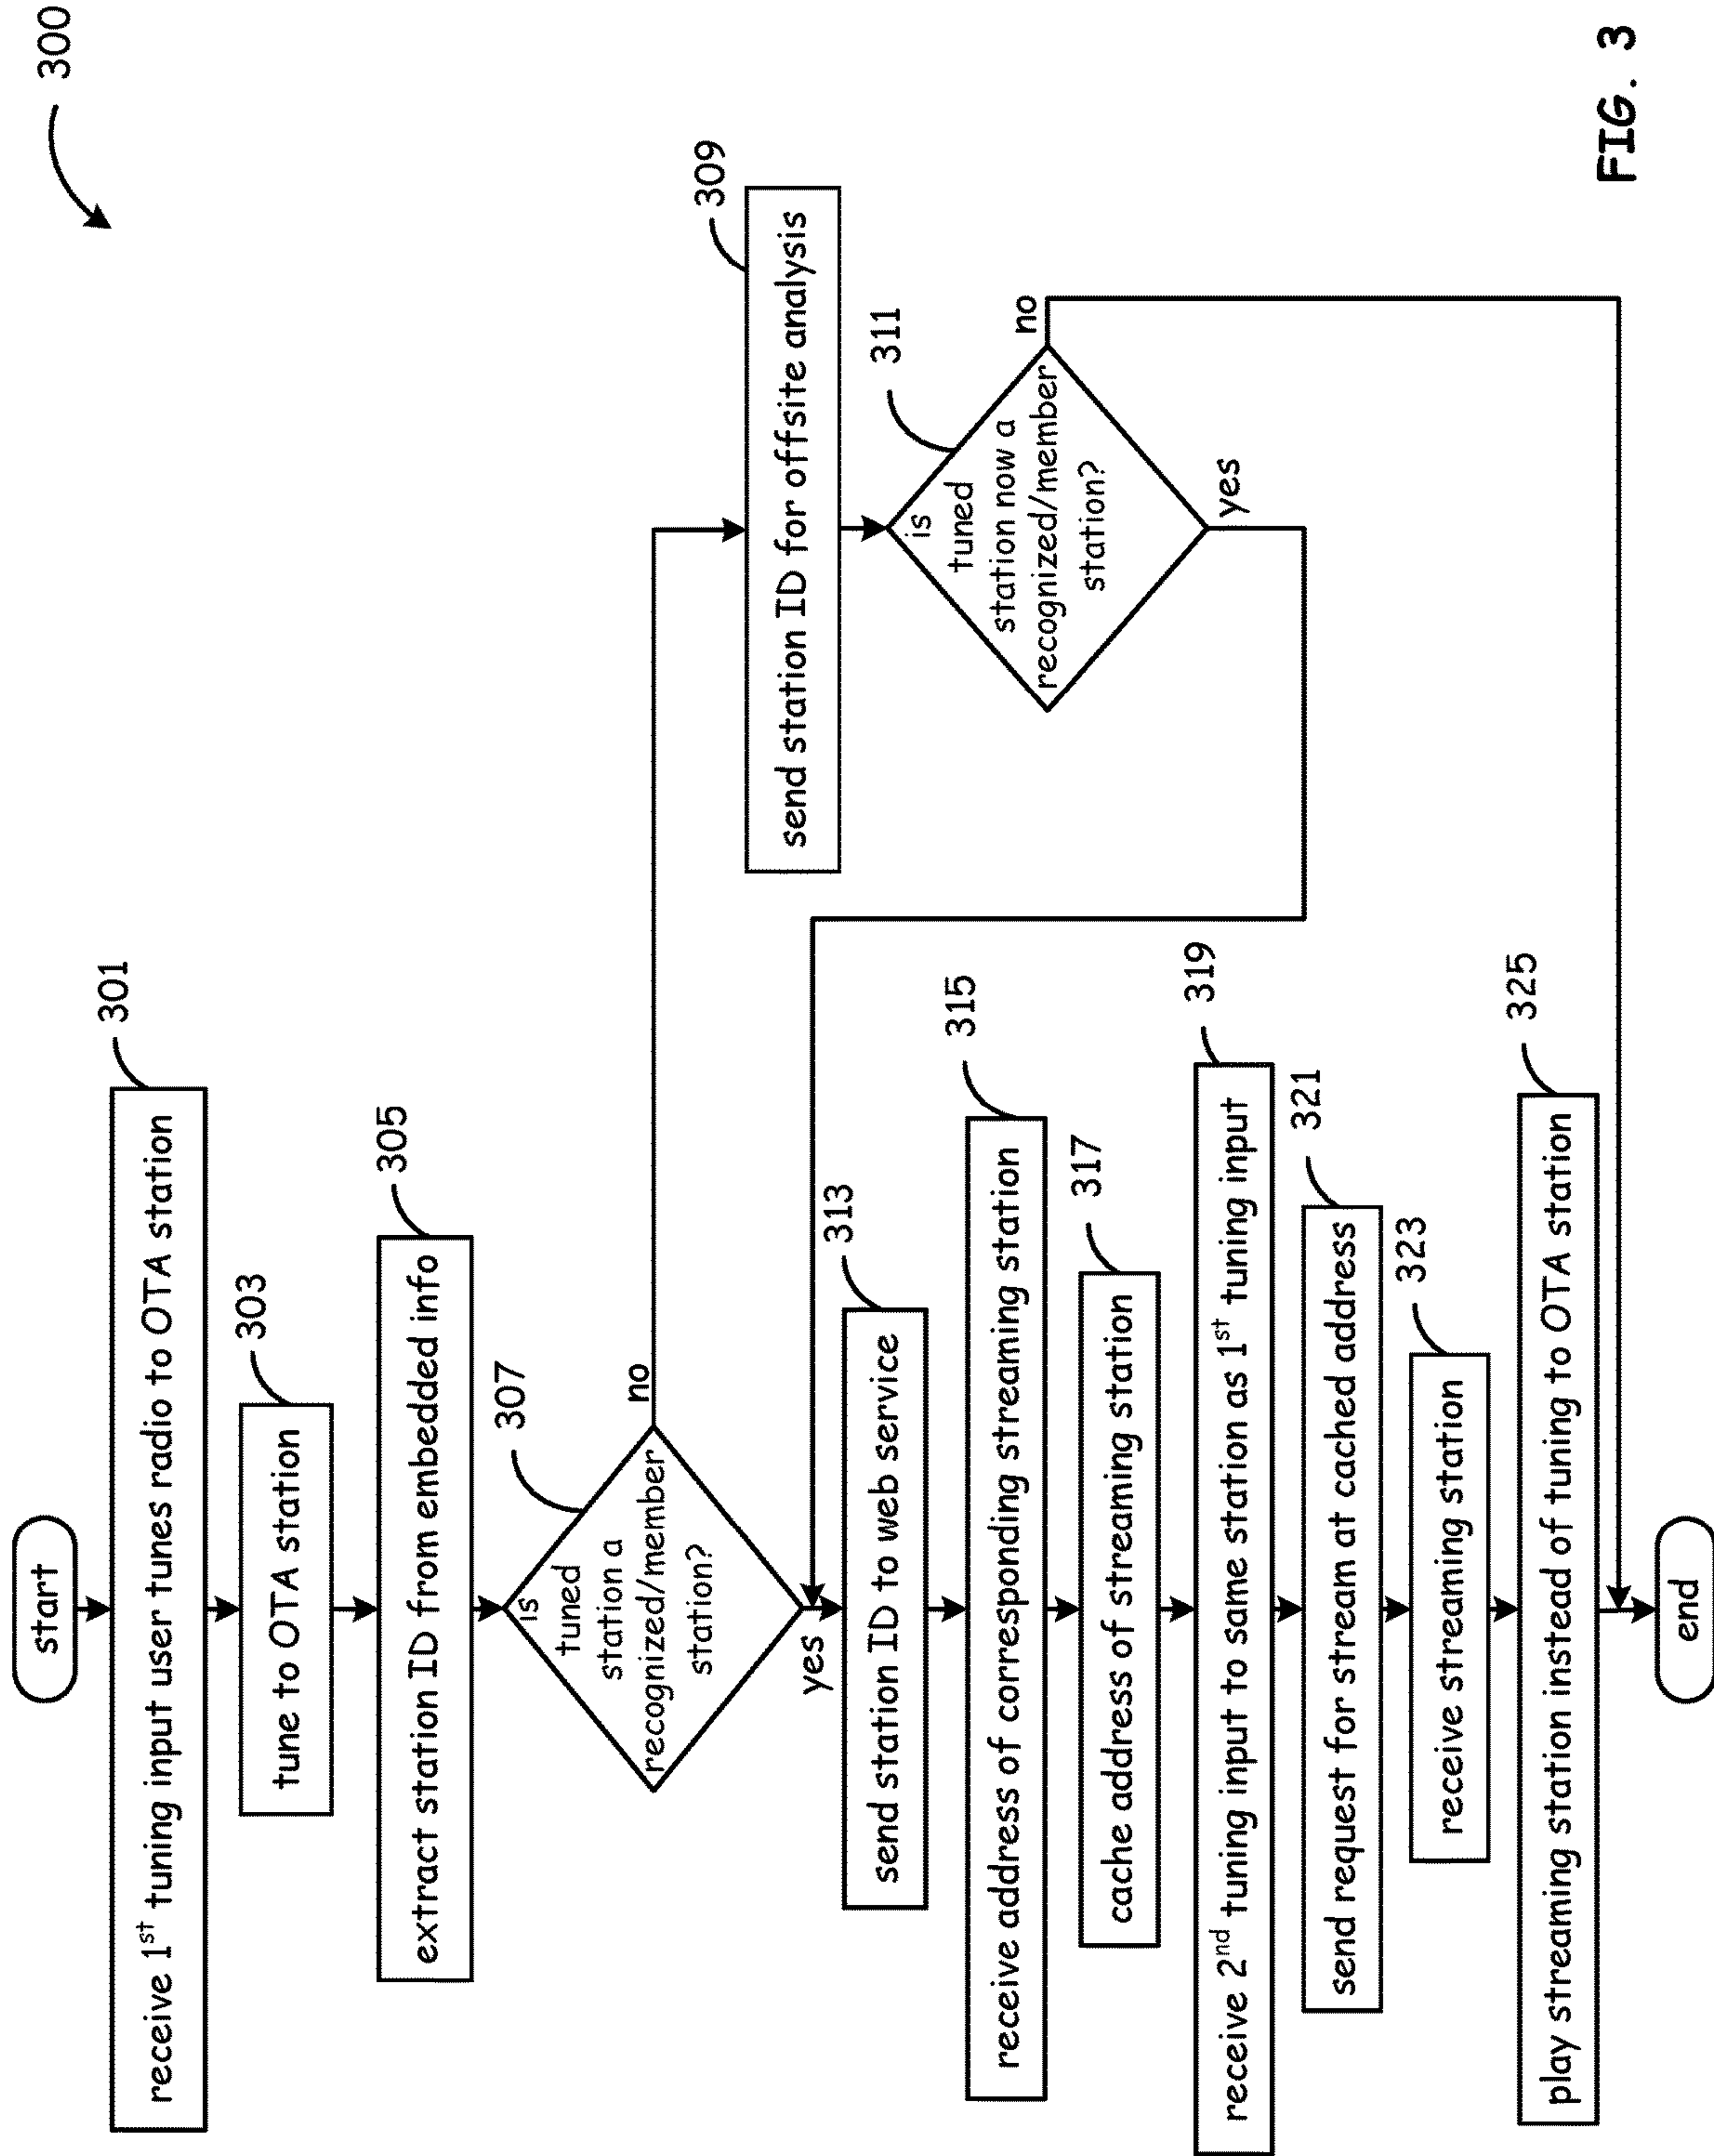 300
start
301
receive 1st tuning input user tunes radio to OTA station
303
tune to OTA station
305
extract station ID from embedded info
307
is
tuned
station a
recognized/member
station?
no
yes
309
send station ID for offsite analysis
311
is
tuned
station now a
recognized/member
station?
no
yes
313
send station ID to web service
315
receive address of corresponding streaming station
317
cache address of streaming station
319
receive 2nd tuning input to same station as 1st tuning input
321
send request for stream at cached address
323
receive streaming station
325
play streaming station instead of tuning to OTA station
end
FIG. 3